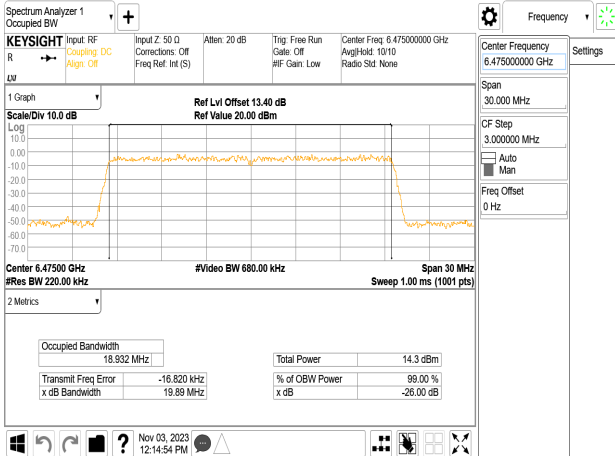 Spectrum Analyzer 1
Occupied BW
Frequency
KEYSIGHT
R
LXI
Input: RF
Coupling: DC
Align: Off
Input Z: 50 Ω
Corrections: Off
Freq Ref: Int (S)
Atten: 20 dB
Trig: Free Run
Gate: Off
#IF Gain: Low
Center Freq: 6.475000000 GHz
Avg|Hold: 10/10
Radio Std: None
Center Frequency
6.475000000 GHz
Settings
Span
30.000 MHz
CF Step
3.000000 MHz
Auto
Man
Freq Offset
0 Hz
1 Graph
Scale/Div 10.0 dB
Ref Lvl Offset 13.40 dB
Ref Value 20.00 dBm
Log
10.0
0.00
-10.0
-20.0
-30.0
-40.0
-50.0
-60.0
-70.0
Center 6.47500 GHz
#Res BW 220.00 kHz
#Video BW 680.00 kHz
Span 30 MHz
Sweep 1.00 ms (1001 pts)
2 Metrics
Occupied Bandwidth
18.932 MHz
Total Power 14.3 dBm
Transmit Freq Error -16.820 kHz
% of OBW Power 99.00 %
x dB Bandwidth 19.89 MHz
x dB -26.00 dB
Nov 03, 2023
12:14:54 PM